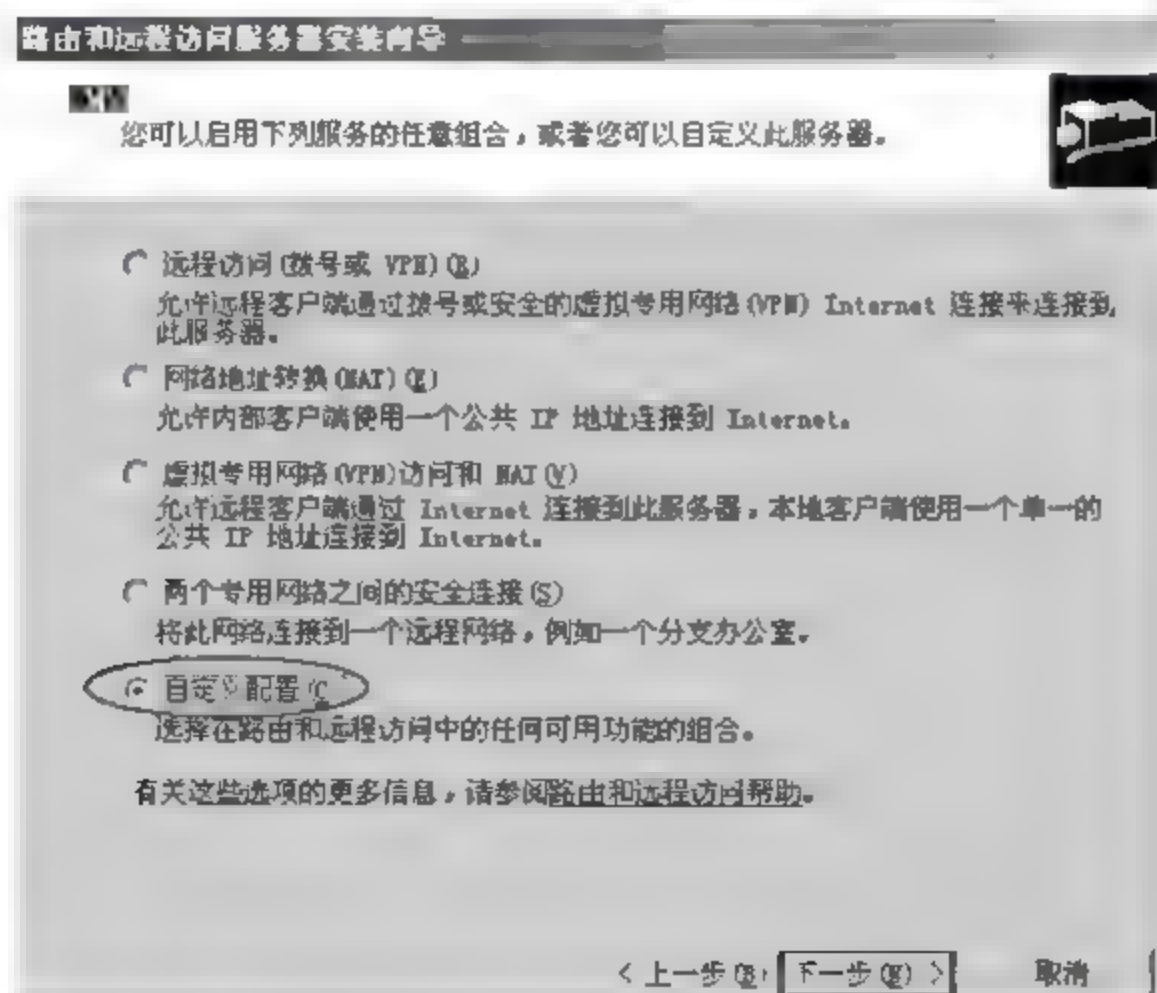 路由和远程访问服务器安装向导
您可以启用下列服务的任意组合，或者您可以自定义此服务器。
远程访问(拨号或 VPN)(R)
允许远程客户端通过拨号或安全的虚拟专用网络(VPN) Internet 连接来连接到
此服务器。
网络地址转换(NAT)(E)
允许内部客户端使用一个公共 IP 地址连接到 Internet。
虚拟专用网络(VPN)访问和 NAT(V)
允许远程客户端通过 Internet 连接到此服务器，本地客户端使用一个单一的
公共 IP 地址连接到 Internet。
两个专用网络之间的安全连接(S)
将此网络连接到一个远程网络，例如一个分支办公室。
自定义配置(C
选择在路由和远程访问中的任何可用功能的组合。
有关这些选项的更多信息，请参阅路由和远程访问帮助。
< 上一步(B) 下一步(N) > 取消